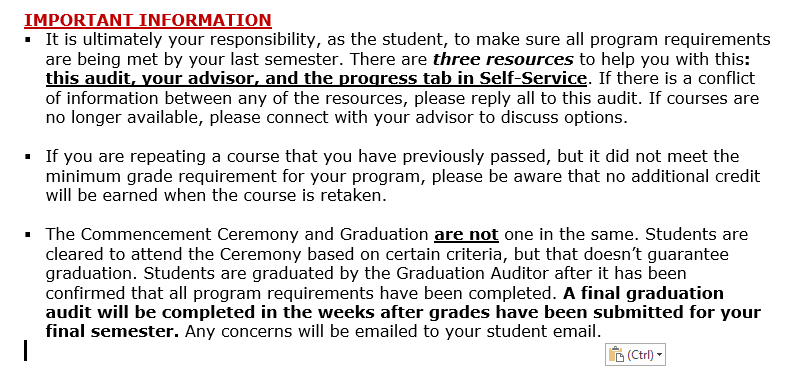 IMPORTANT INFORMATION
▪ It is ultimately your responsibility, as the student, to make sure all program requirements
are being met by your last semester. There are three resources to help you with this:
this audit, your advisor, and the progress tab in Self-Service. If there is a conflict
of information between any of the resources, please reply all to this audit. If courses are
no longer available, please connect with your advisor to discuss options.
▪ If you are repeating a course that you have previously passed, but it did not meet the
minimum grade requirement for your program, please be aware that no additional credit
will be earned when the course is retaken.
▪ The Commencement Ceremony and Graduation are not one in the same. Students are
cleared to attend the Ceremony based on certain criteria, but that doesn’t guarantee
graduation. Students are graduated by the Graduation Auditor after it has been
confirmed that all program requirements have been completed. A final graduation
audit will be completed in the weeks after grades have been submitted for your
final semester. Any concerns will be emailed to your student email.
(Ctrl)